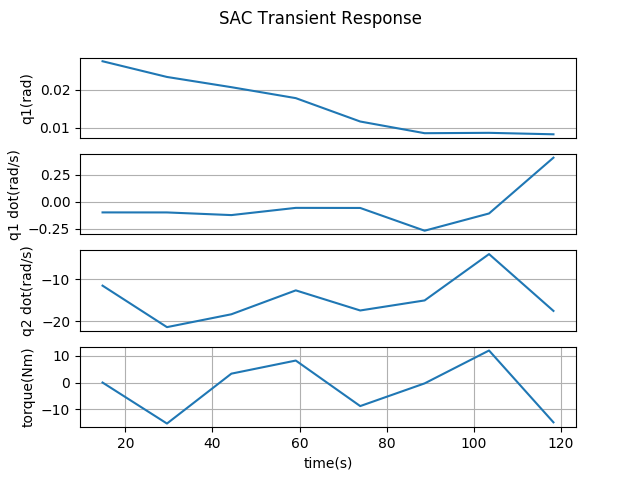 SAC Transient Response
q1(rad)
0.02
0.01
q1 dot(rad/s)
0.25
0.00
−0.25
q2 dot(rad/s)
−10
−20
torque(Nm)
10
0
−10
20 40 60 80 100 120
time(s)